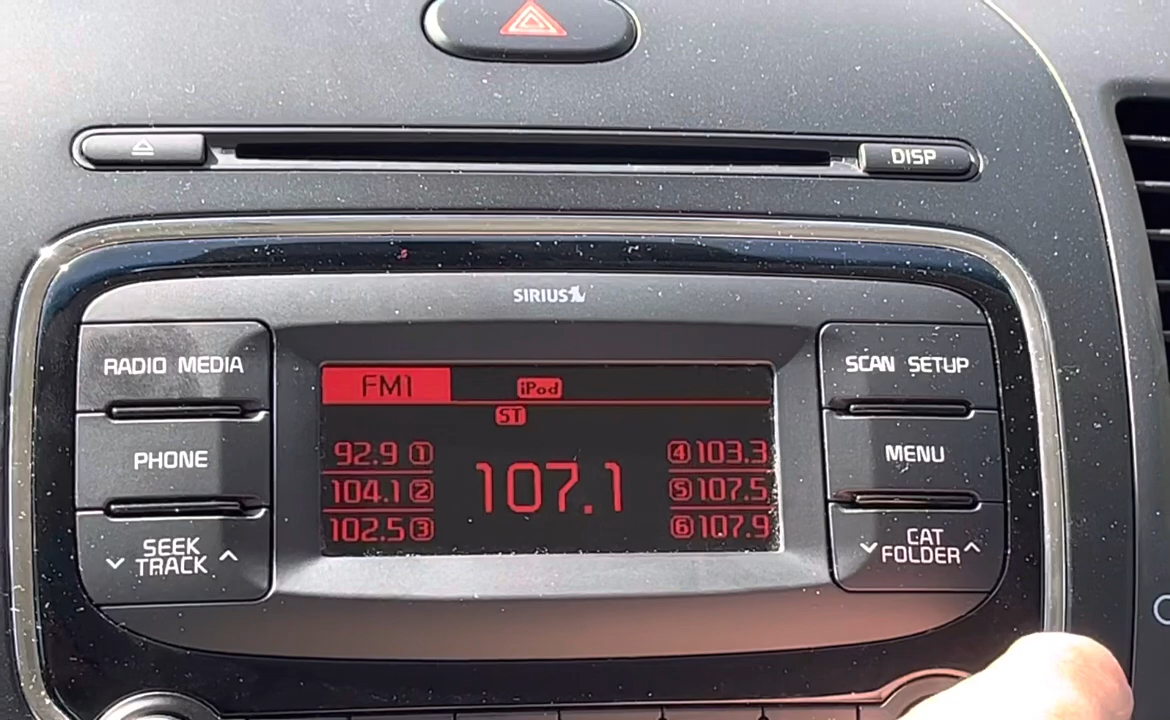 DISP
SIRIUS
RADIO MEDIA
SCAN SETUP
FM1
iPod
ST
PHONE
MENU
92.9 1
104.1 2
102.5 3
107.1
4 103.3
5 107.5
6 107.9
SEEK
TRACK
CAT
FOLDER